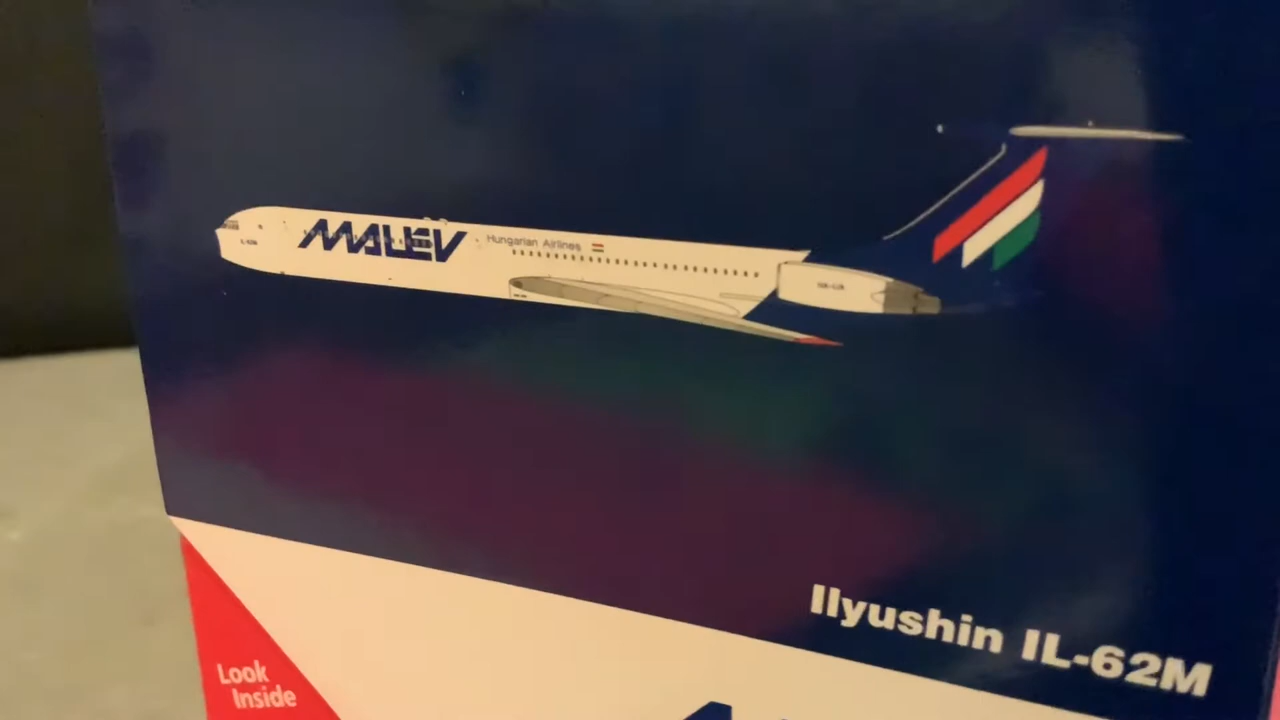 MALEV
Hungarian Airlines
Ilyushin IL-62M
Look
Inside